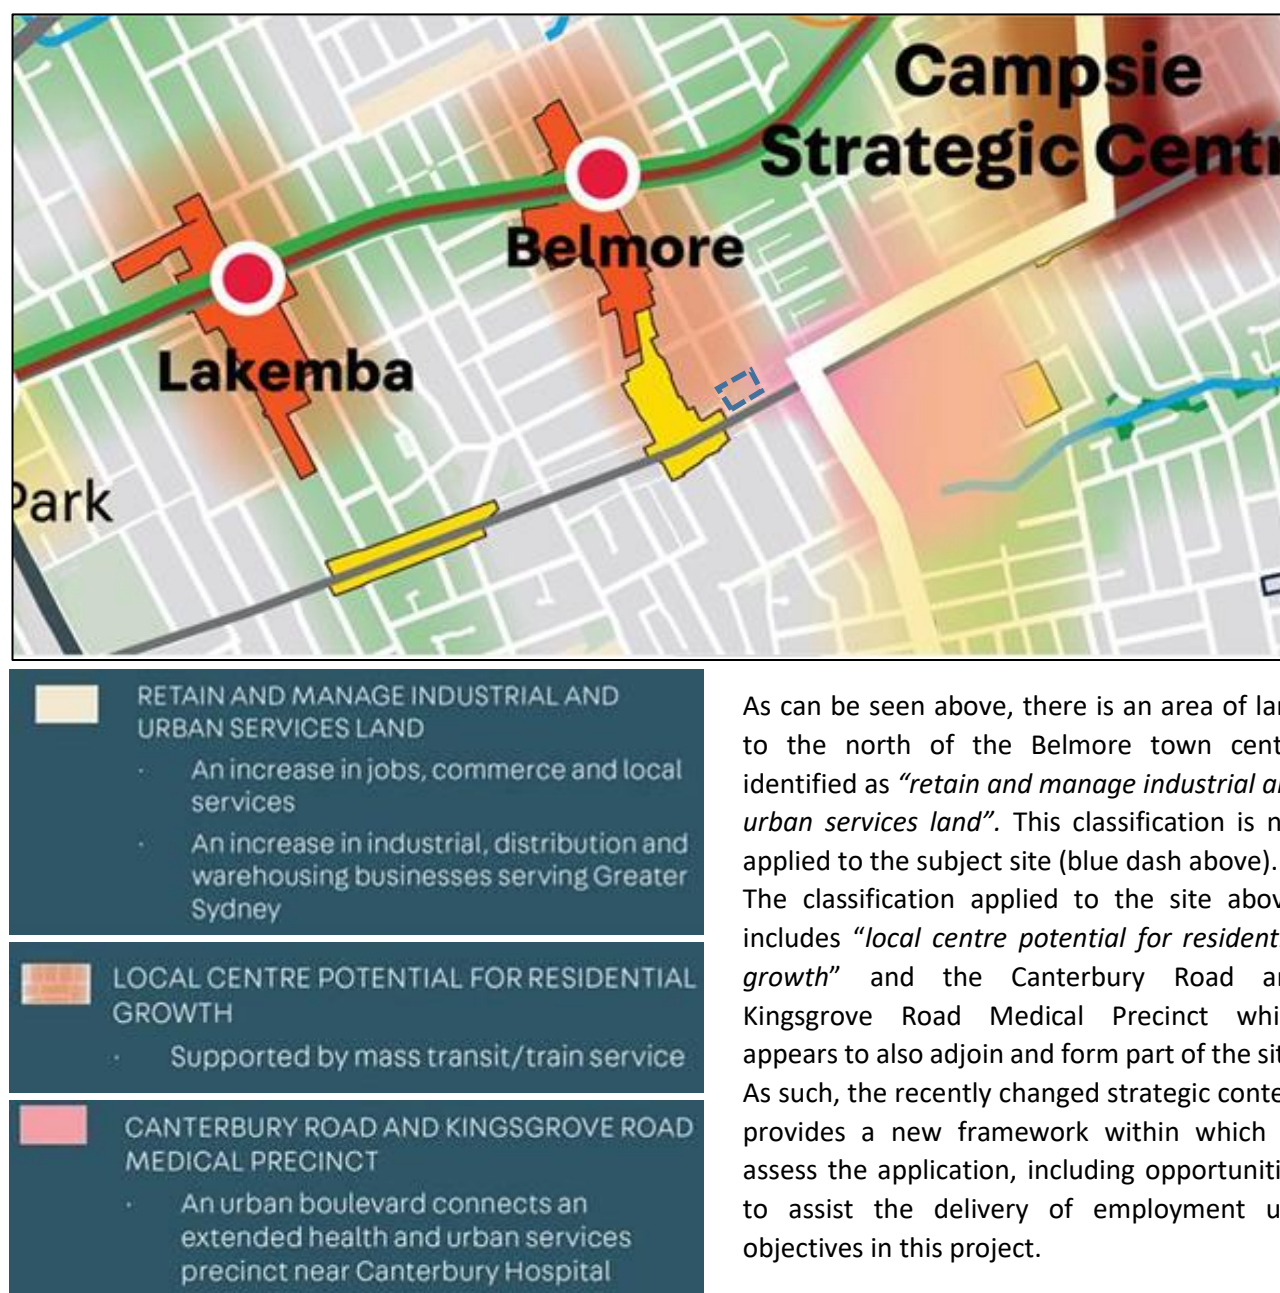 Campsie
Strategic Centr
Belmore
Lakemba
Park
RETAIN AND MANAGE INDUSTRIAL AND
URBAN SERVICES LAND
· An increase in jobs, commerce and local
services
· An increase in industrial, distribution and
warehousing businesses serving Greater
Sydney
LOCAL CENTRE POTENTIAL FOR RESIDENTIAL
GROWTH
· Supported by mass transit/train service
CANTERBURY ROAD AND KINGSGROVE ROAD
MEDICAL PRECINCT
· An urban boulevard connects an
extended health and urban services
precinct near Canterbury Hospital
As can be seen above, there is an area of lan
to the north of the Belmore town cent
identified as “retain and manage industrial a
urban services land”. This classification is n
applied to the subject site (blue dash above).
The classification applied to the site abov
includes “local centre potential for resident
growth” and the Canterbury Road a
Kingsgrove Road Medical Precinct whi
appears to also adjoin and form part of the sit
As such, the recently changed strategic conte
provides a new framework within which
assess the application, including opportuniti
to assist the delivery of employment u
objectives in this project.